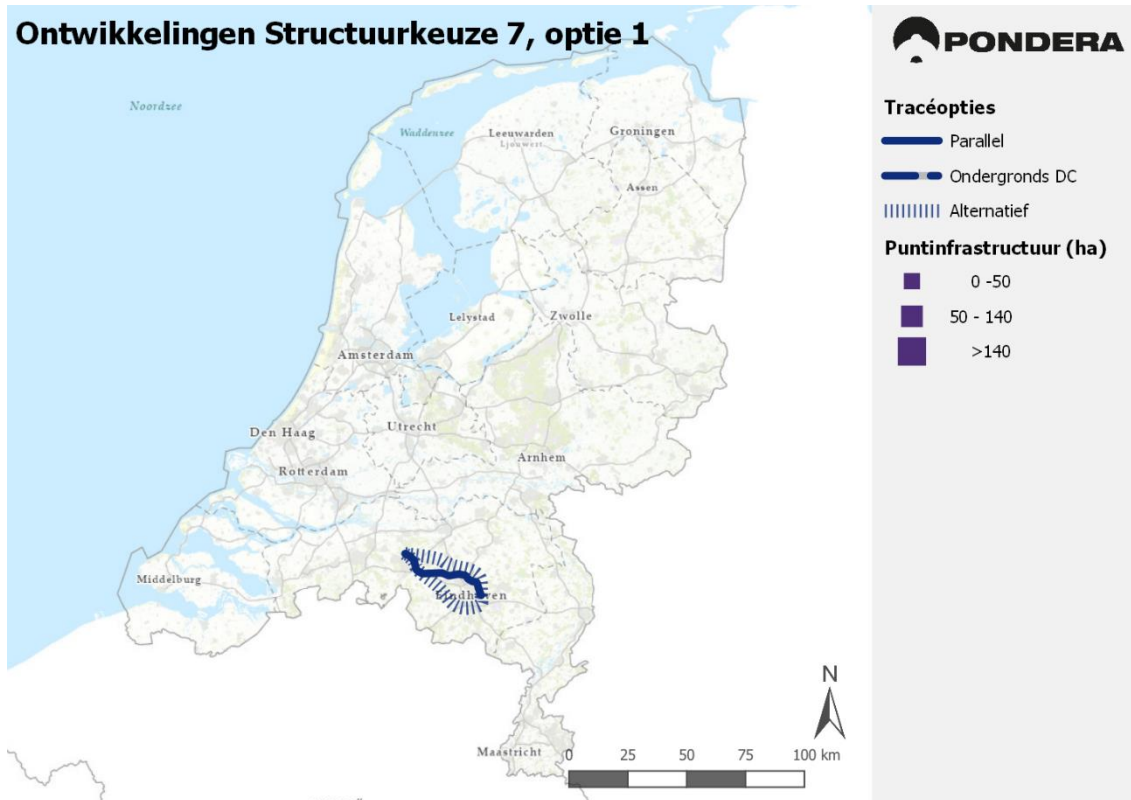 Ontwikkelingen Structuurkeuze 7, optie 1
PONDERA
Tracéopties
Parallel
Ondergronds DC
Alternatief
Puntinfrastructuur (ha)
0 -50
50 - 140
>140
Noordzee
Waddenzee
Leeuwarden
Ljouwert
Groningen
Assen
Lelystad
Zwolle
Amsterdam
Den Haag
Utrecht
Arnhem
Rotterdam
Middelburg
Eindhoven
Maastricht
N
0 25 50 75 100 km